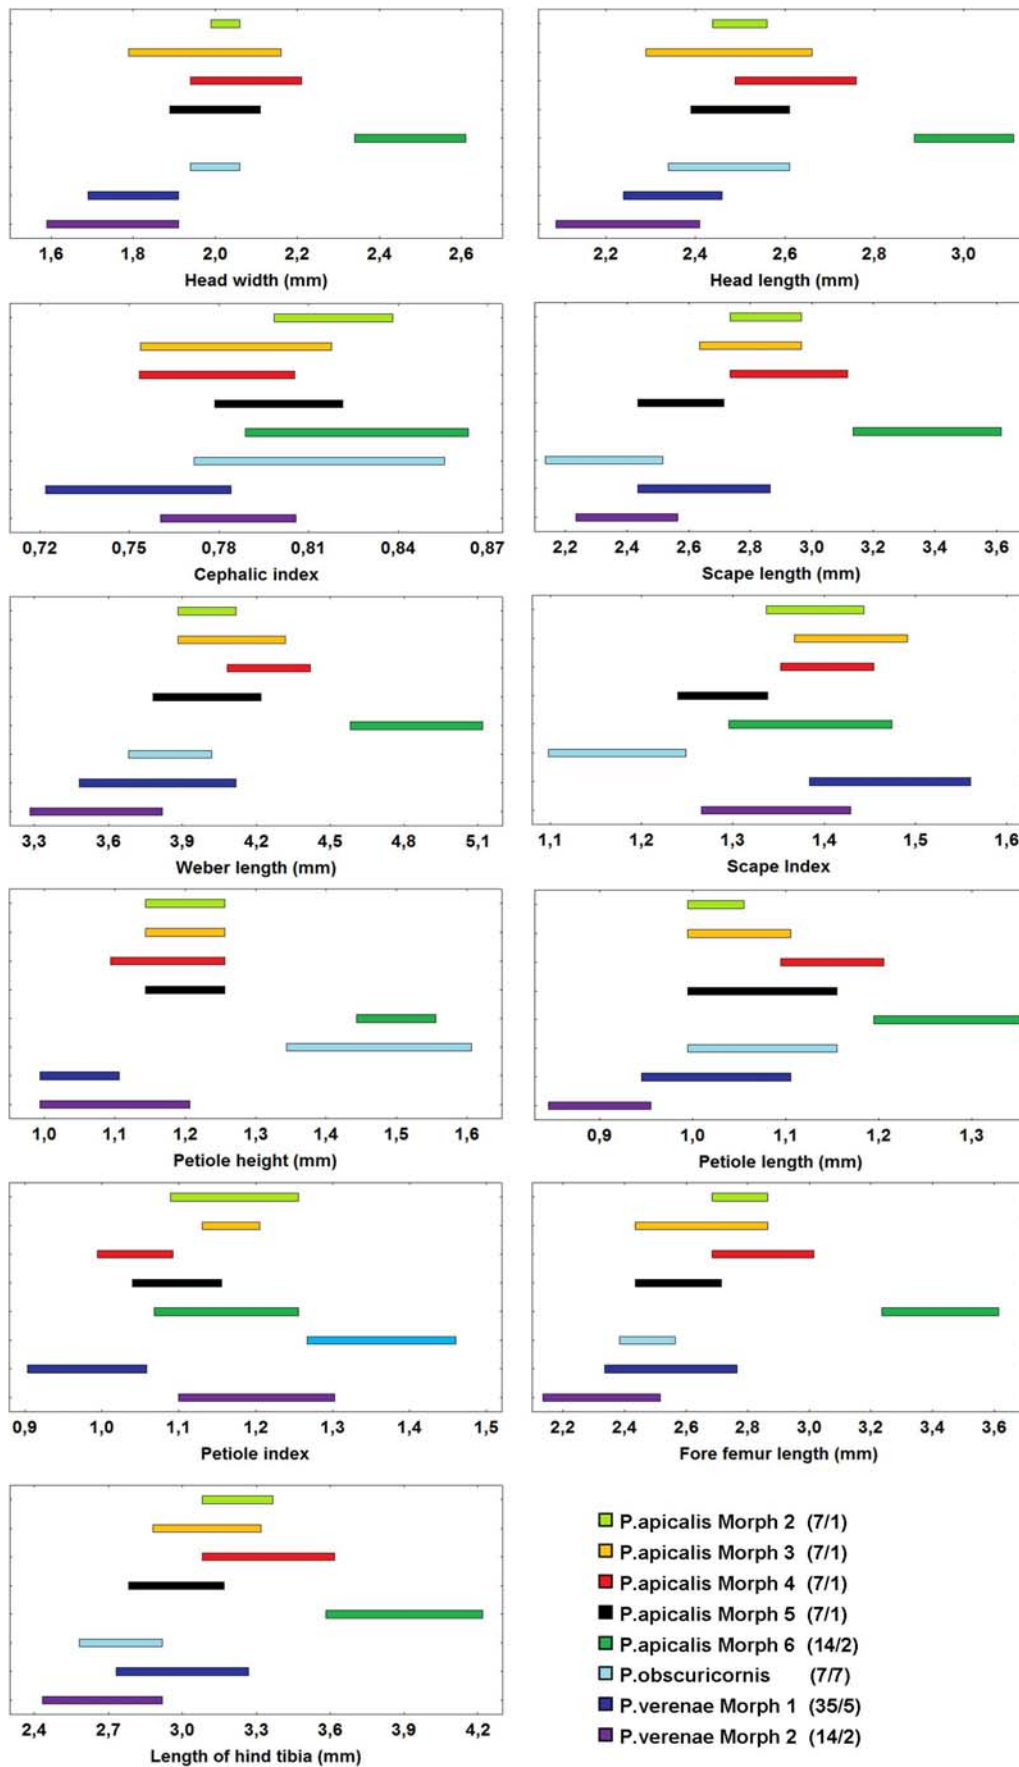 1,6 1,8 2,0 2,2 2,4 2,6
Head width (mm)
2,2 2,4 2,6 2,8 3,0
Head length (mm)
0,72 0,75 0,78 0,81 0,84 0,87
Cephalic index
2,2 2,4 2,6 2,8 3,0 3,2 3,4 3,6
Scape length (mm)
3,3 3,6 3,9 4,2 4,5 4,8 5,1
Weber length (mm)
1,1 1,2 1,3 1,4 1,5 1,6
Scape Index
1,0 1,1 1,2 1,3 1,4 1,5 1,6
Petiole height (mm)
0,9 1,0 1,1 1,2 1,3
Petiole length (mm)
0,9 1,0 1,1 1,2 1,3 1,4 1,5
Petiole index
2,2 2,4 2,6 2,8 3,0 3,2 3,4 3,6
Fore femur length (mm)
2,4 2,7 3,0 3,3 3,6 3,9 4,2
Length of hind tibia (mm)
P.apicalis Morph 2 (7/1)
P.apicalis Morph 3 (7/1)
P.apicalis Morph 4 (7/1)
P.apicalis Morph 5 (7/1)
P.apicalis Morph 6 (14/2)
P.obscuricornis (7/7)
P.verenae Morph 1 (35/5)
P.verenae Morph 2 (14/2)